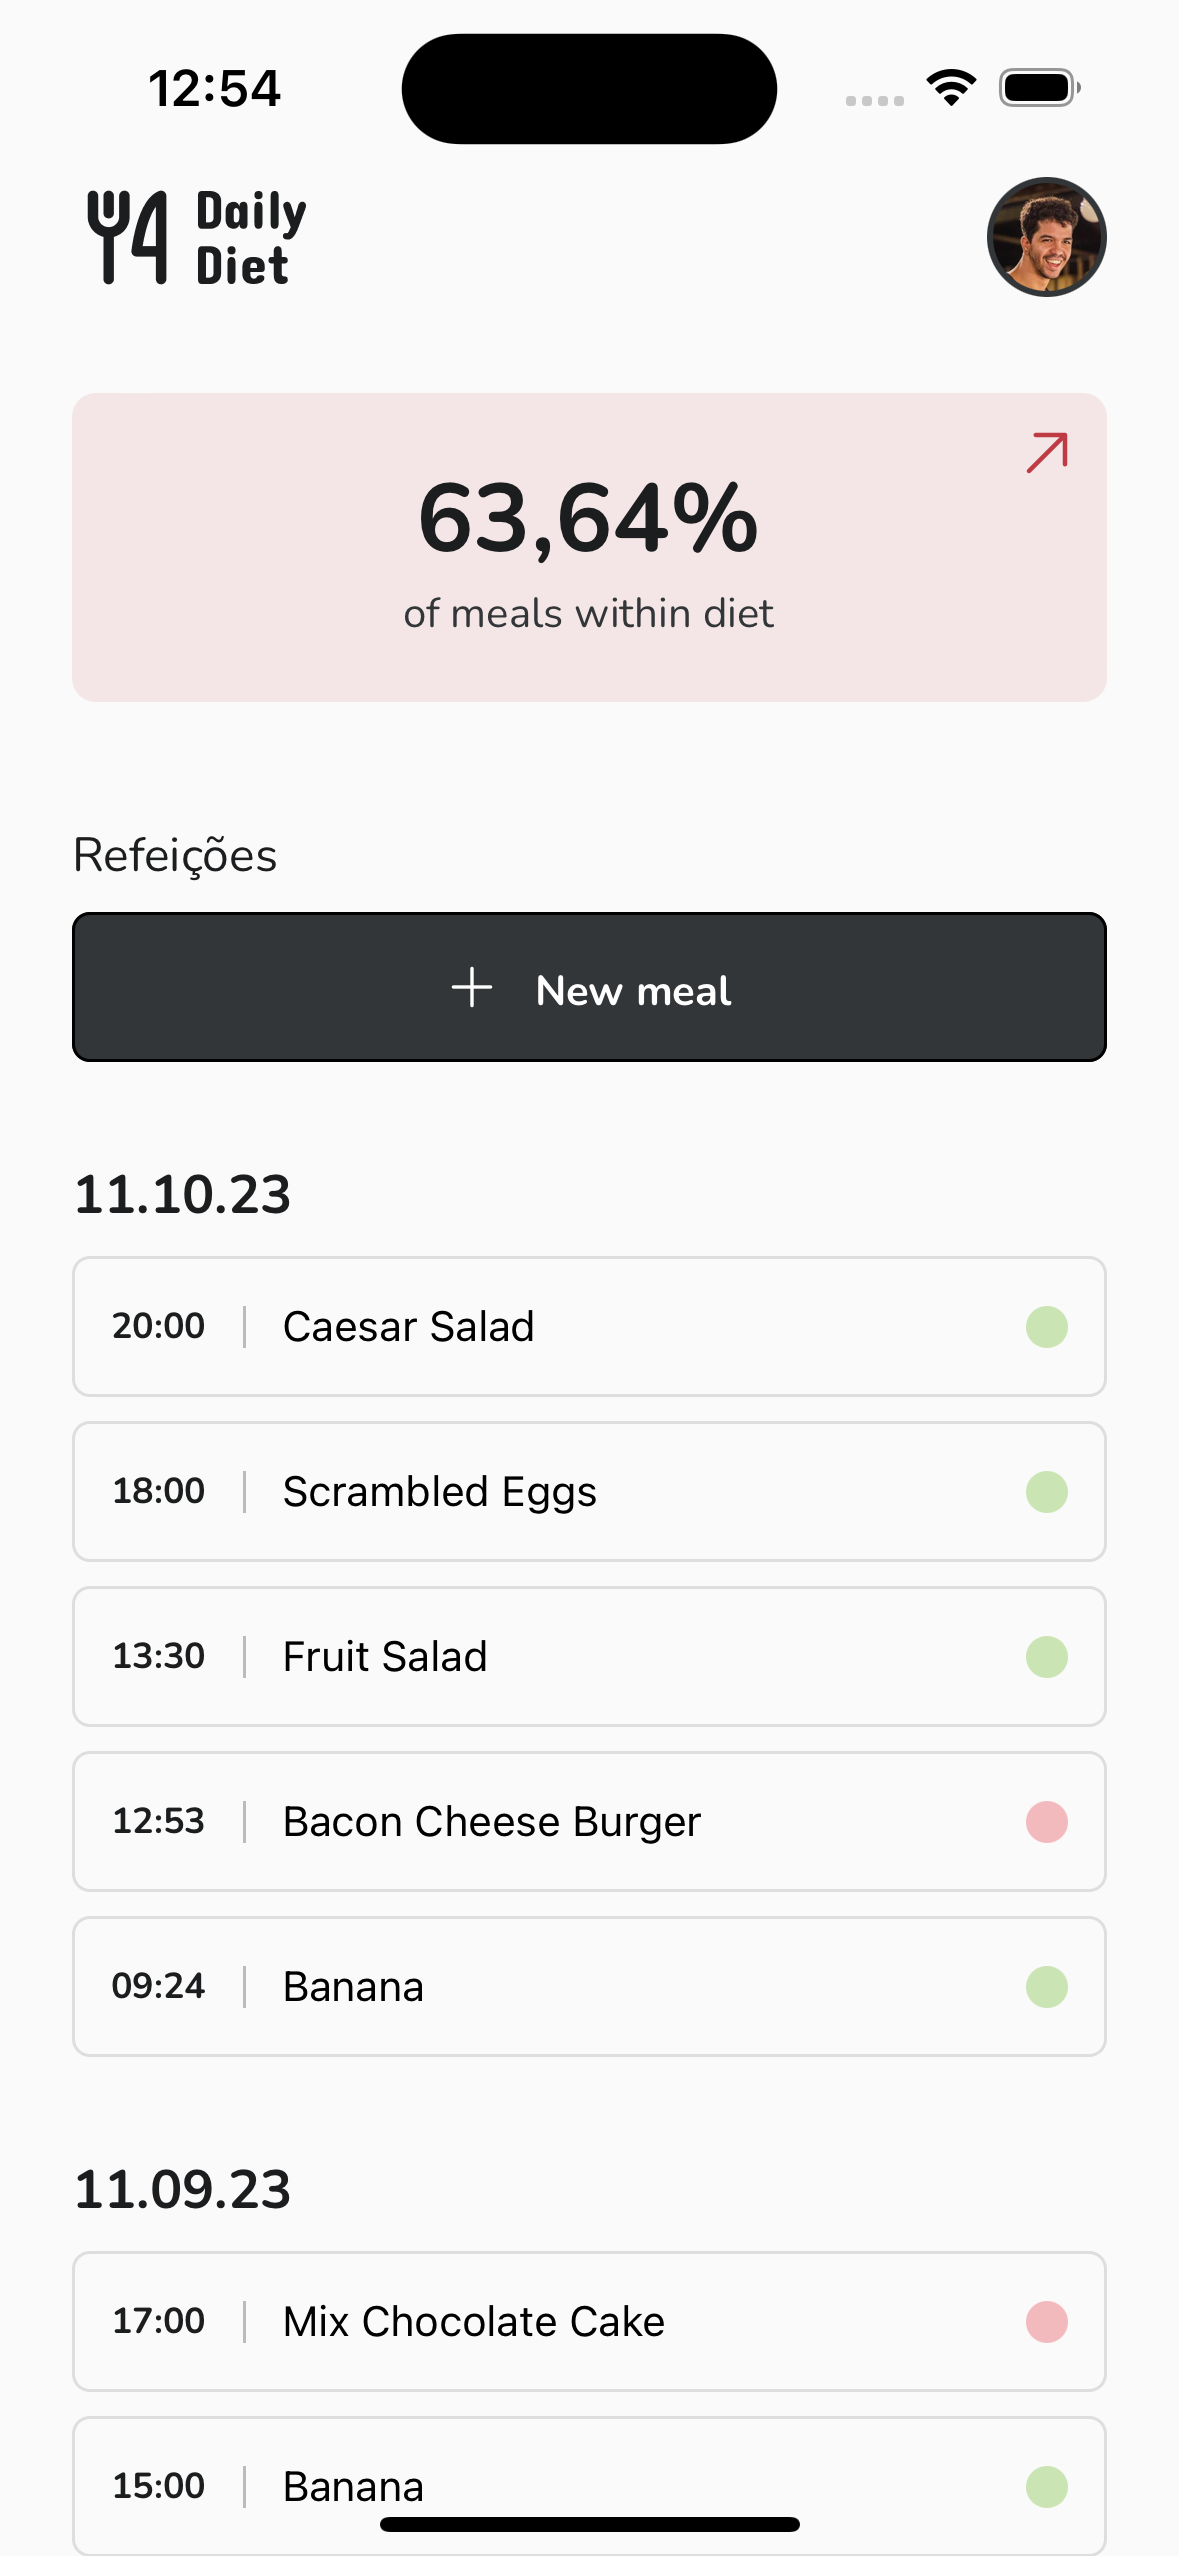 12:54
Daily
Diet
63,64%
of meals within diet
Refeições
New meal
11.10.23
20:00 Caesar Salad
18:00 Scrambled Eggs
13:30 Fruit Salad
12:53 Bacon Cheese Burger
09:24 Banana
11.09.23
17:00 Mix Chocolate Cake
15:00 Banana